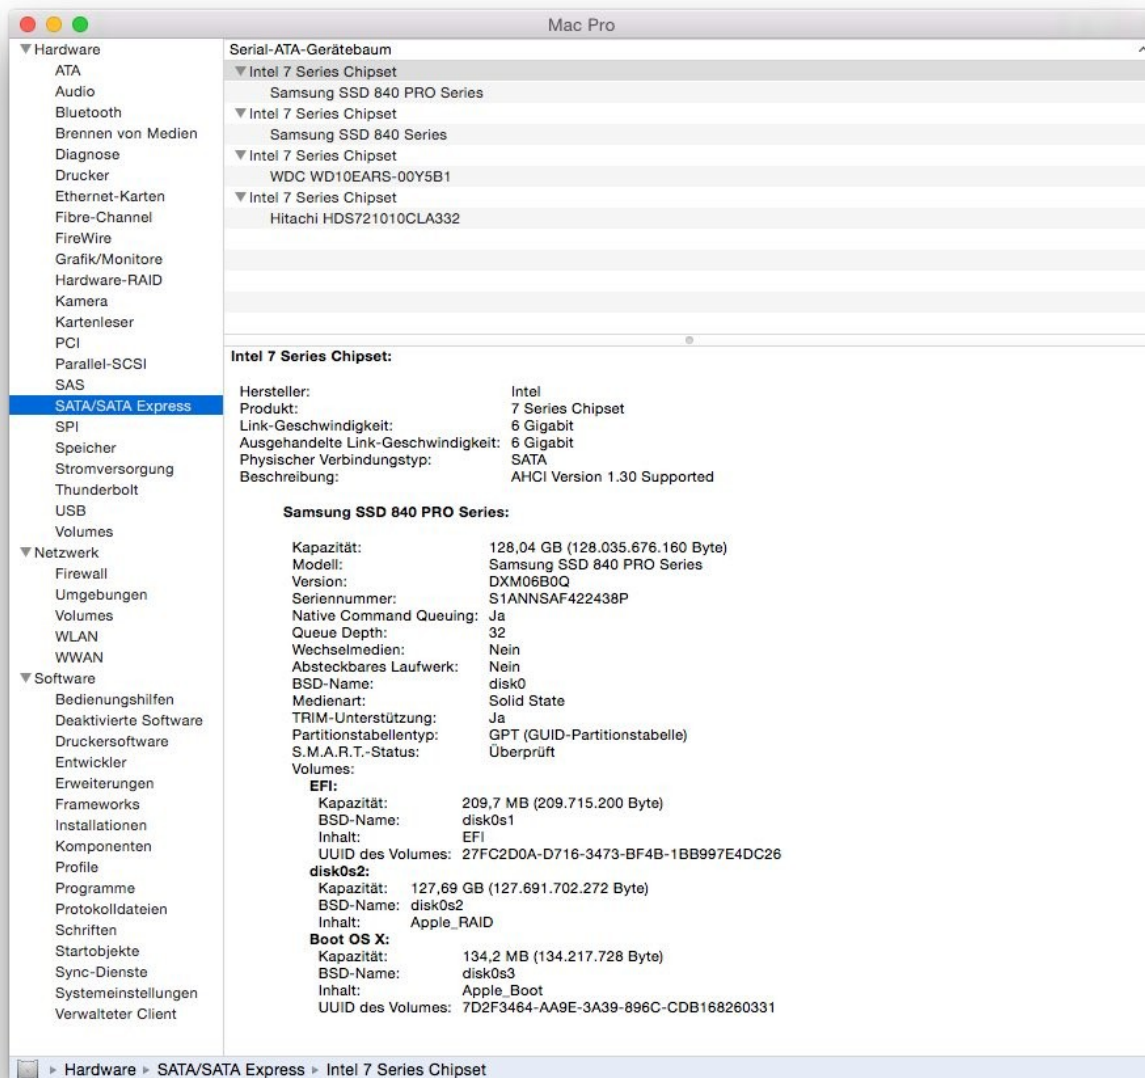 Mac Pro
Hardware
ATA
Audio
Bluetooth
Brennen von Medien
Diagnose
Drucker
Ethernet-Karten
Fibre-Channel
FireWire
Grafik/Monitore
Hardware-RAID
Kamera
Kartenleser
PCI
Parallel-SCSI
SAS
SATA/SATA Express
SPI
Speicher
Stromversorgung
Thunderbolt
USB
Volumes
Netzwerk
Firewall
Umgebungen
Volumes
WLAN
WWAN
Software
Bedienungshilfen
Deaktivierte Software
Druckersoftware
Entwickler
Erweiterungen
Frameworks
Installationen
Komponenten
Profile
Programme
Protokolldateien
Schriften
Startobjekte
Sync-Dienste
Systemeinstellungen
Verwalteter Client
Serial-ATA-Gerätebaum
Intel 7 Series Chipset
Samsung SSD 840 PRO Series
Intel 7 Series Chipset
Samsung SSD 840 Series
Intel 7 Series Chipset
WDC WD10EARS-00Y5B1
Intel 7 Series Chipset
Hitachi HDS721010CLA332
Intel 7 Series Chipset:
Hersteller: Intel
Produkt: 7 Series Chipset
Link-Geschwindigkeit: 6 Gigabit
Ausgehandelte Link-Geschwindigkeit: 6 Gigabit
Physischer Verbindungstyp: SATA
Beschreibung: AHCI Version 1.30 Supported
Samsung SSD 840 PRO Series:
Kapazität: 128,04 GB (128.035.676.160 Byte)
Modell: Samsung SSD 840 PRO Series
Version: DXM06B0Q
Seriennummer: S1ANNSAF422438P
Native Command Queuing: Ja
Queue Depth: 32
Wechselmedien: Nein
Absteckbares Laufwerk: Nein
BSD-Name: disk0
Medienart: Solid State
TRIM-Unterstützung: Ja
Partitionstabellentyp: GPT (GUID-Partitionstabelle)
S.M.A.R.T.-Status: Überprüft
Volumes:
EFI:
Kapazität: 209,7 MB (209.715.200 Byte)
BSD-Name: disk0s1
Inhalt: EFI
UUID des Volumes: 27FC2D0A-D716-3473-BF4B-1BB997E4DC26
disk0s2:
Kapazität: 127,69 GB (127.691.702.272 Byte)
BSD-Name: disk0s2
Inhalt: Apple_RAID
Boot OS X:
Kapazität: 134,2 MB (134.217.728 Byte)
BSD-Name: disk0s3
Inhalt: Apple_Boot
UUID des Volumes: 7D2F3464-AA9E-3A39-896C-CDB168260331
Hardware ▸ SATA/SATA Express ▸ Intel 7 Series Chipset